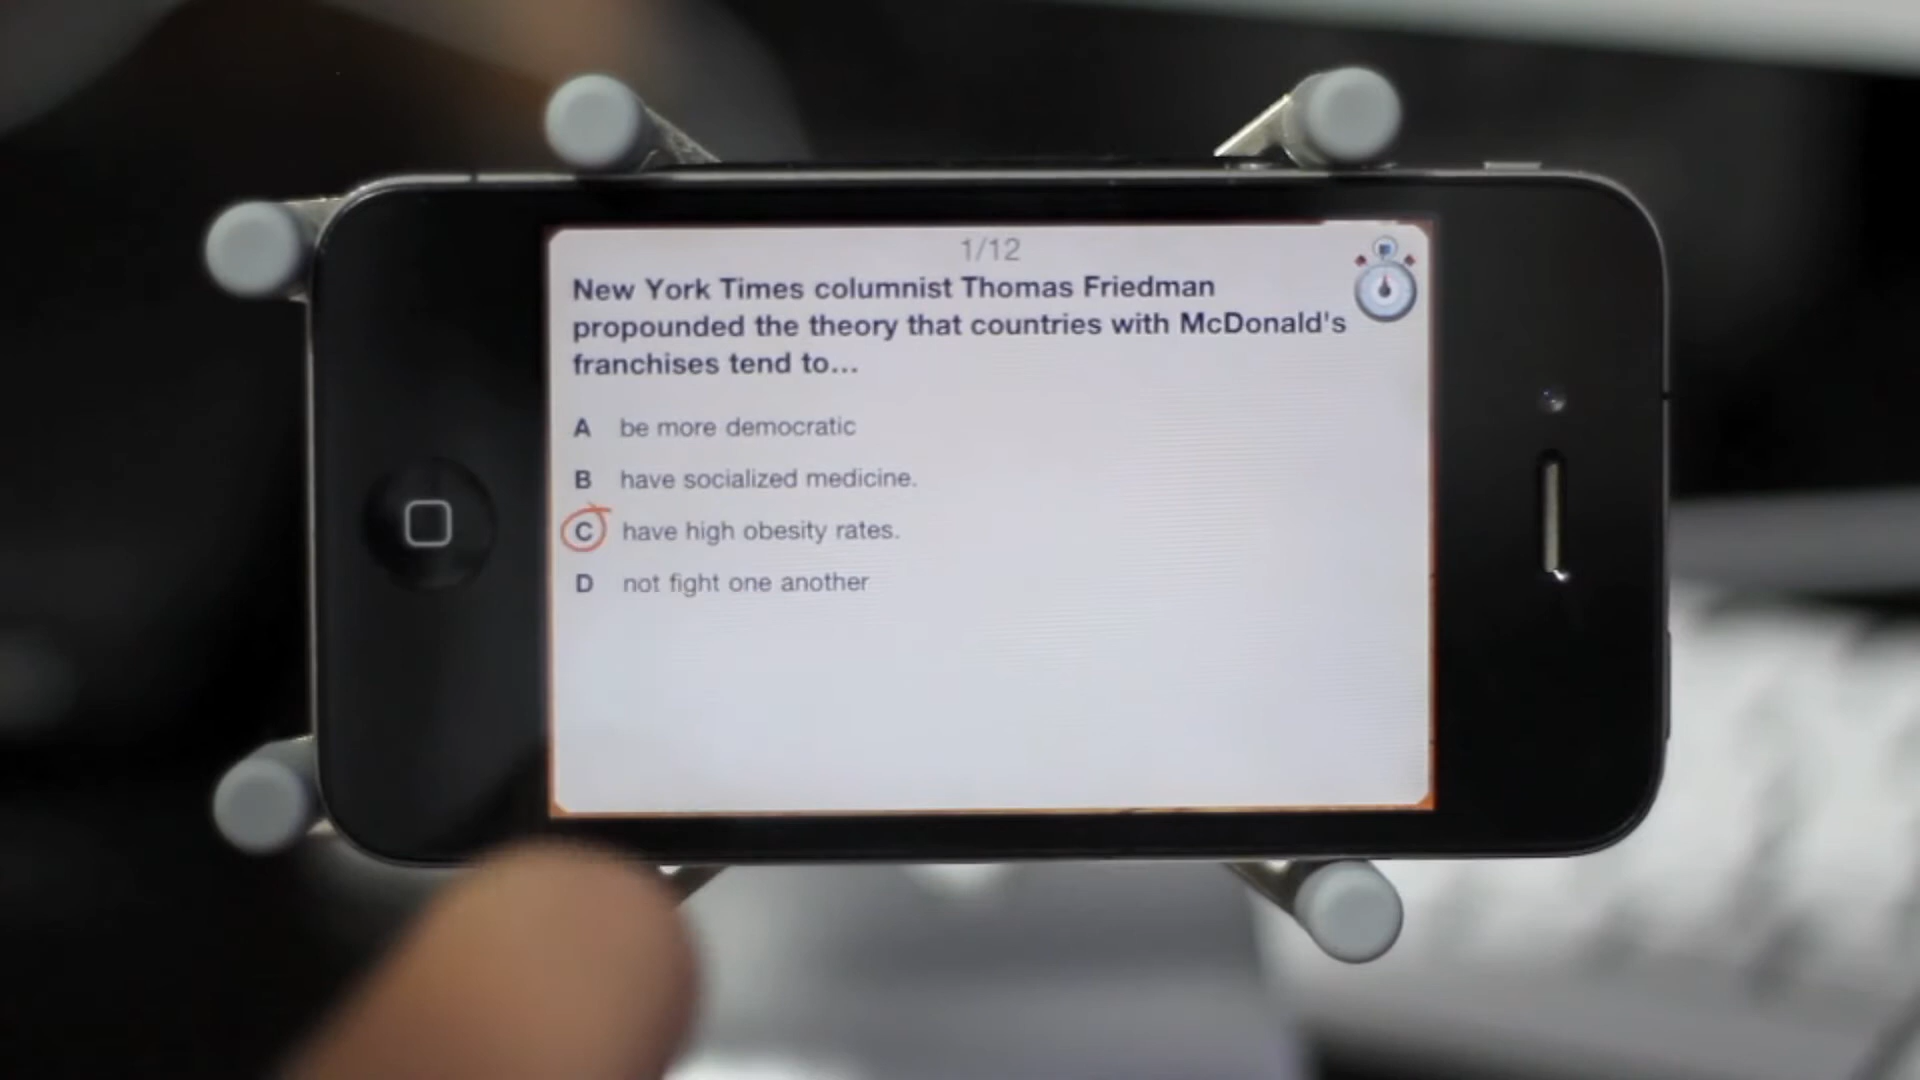 1/12
New York Times columnist Thomas Friedman
propounded the theory that countries with McDonald's
franchises tend to...
A be more democratic
B have socialized medicine.
C have high obesity rates.
D not fight one another